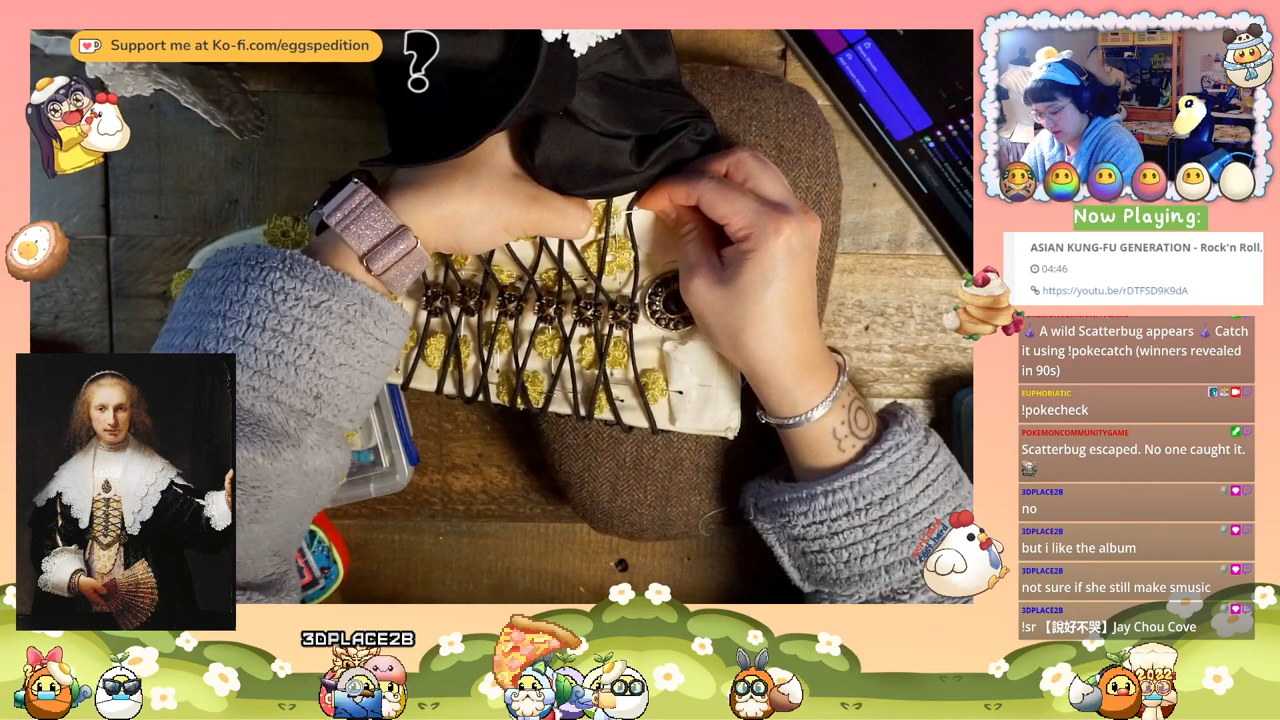 Support me at Ko-fi.com/eggspedition
?
Now Playing:
ASIAN KUNG-FU GENERATION - Rock'n Roll,
04:46
https://youtu.be/rDTFSD9K9dA
A wild Scatterbug appears Catch
it using !pokecatch (winners revealed
in 90s)
EUPHORIATIC
!pokecheck
POKEMONCOMMUNITYGAME
Scatterbug escaped. No one caught it.
3DPLACE2B
no
3DPLACE2B
but i like the album
3DPLACE2B
not sure if she still make smusic
3DPLACE2B
!sr 【說好不哭】Jay Chou Cove
3DPLACE2B
2022